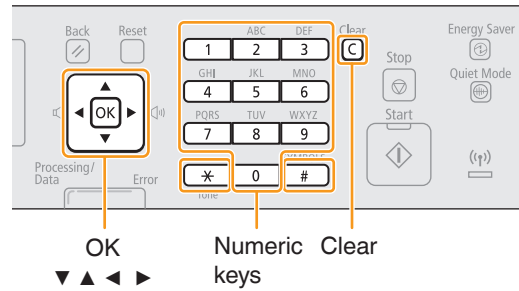 Back Reset ABC DEF Clear Energy Saver
1 2 3 C Stop
GHI JKL MNO Quiet Mode
OK 4 5 6
PQRS TUV WXYZ Start
7 8 9
Processing/
Data Error SYMBOLS
* 0 #
Tone
OK Numeric Clear
▼ ▲ ◀ ▶ keys